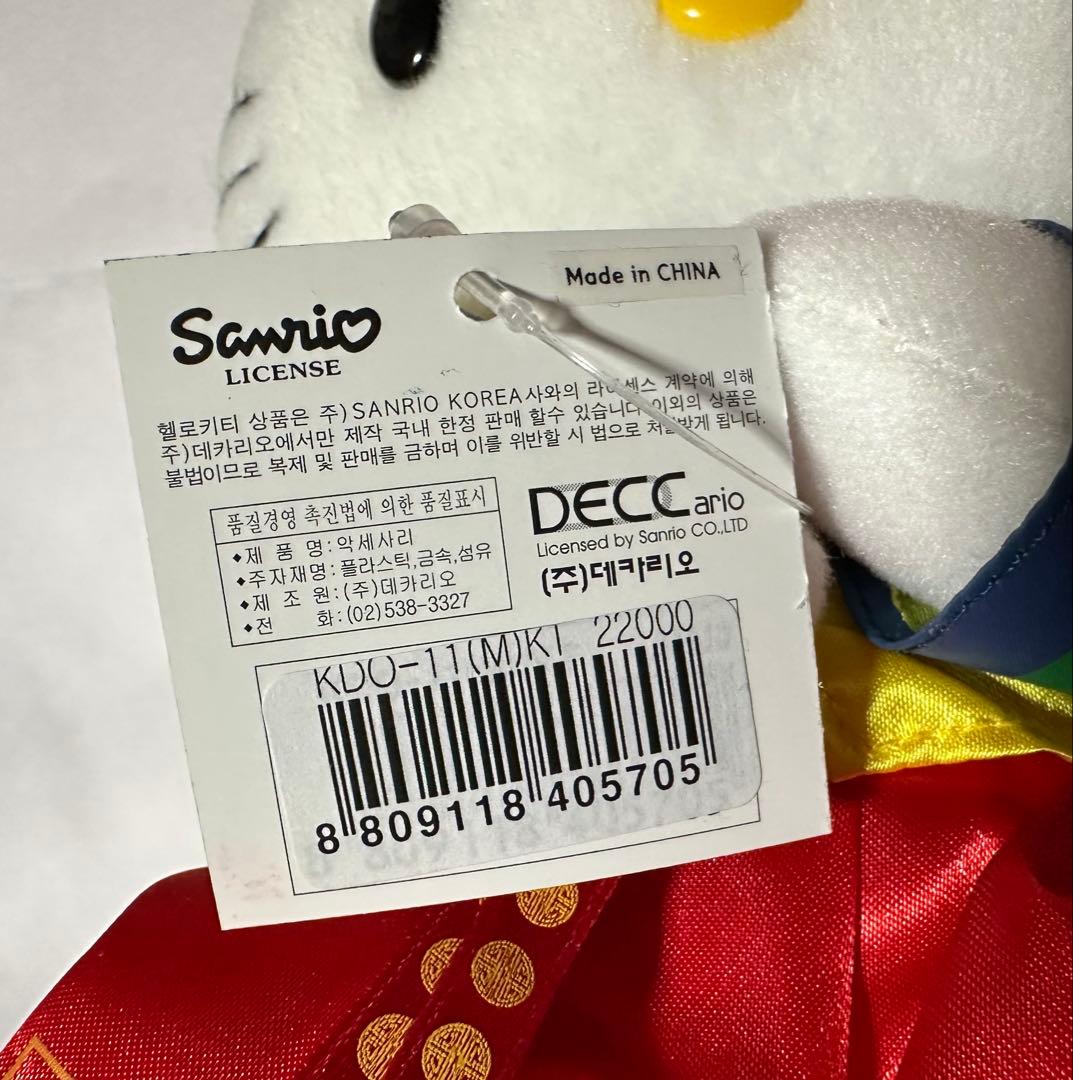 Made in CHINA
Sanrio
LICENSE
헬로키티 상품은 주)SANRIO KOREA사와의 라이센스 계약에 의해
주)데카리오에서만 제작 국내 한정 판매 할수 있습니다. 이외의 상품은
불법이므로 복제 및 판매를 금하며 이를 위반할 시 법으로 처벌받게 됩니다.
품질경영 촉진법에 의한 품질표시
◆제 품 명:악세사리
◆주자재명:플라스틱,금속,섬유
◆제 조 원:(주)데카리오
◆전 화:(02)538-3327
DECCario
Licensed by Sanrio CO.,LTD
(주)데카리오
KDO-11(M)KT 22000
8 809118 405705